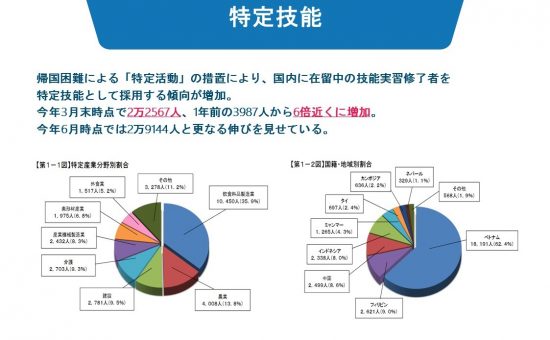 特定技能
帰国困難による「特定活動」の措置により、国内に在留中の技能実習修了者を
特定技能として採用する傾向が増加。
今年3月末時点で2万2567人、1年前の3987人から6倍近くに増加。
今年6月時点では2万9144人と更なる伸びを見せている。
【第1-1図】特定産業分野別割合
その他
3,278人(11.2%)
外食業
1,517人(5.2%)
素形材産業
1,975人(6.8%)
産業機械製造業
2,432人(8.3%)
介護
2,703人(9.3%)
建設
2,781人(9.5%)
農業
4,008人(13.8%)
飲食料品製造業
10,450人(35.9%)
【第1-2図】国籍・地域別割合
ネパール
320人(1.1%)
その他
568人(1.9%)
カンボジア
636人(2.2%)
タイ
697人(2.4%)
ミャンマー
1,265人(4.3%)
インドネシア
2,338人(8.0%)
中国
2,499人(8.6%)
フィリピン
2,621人(9.0%)
ベトナム
18,191人(62.4%)